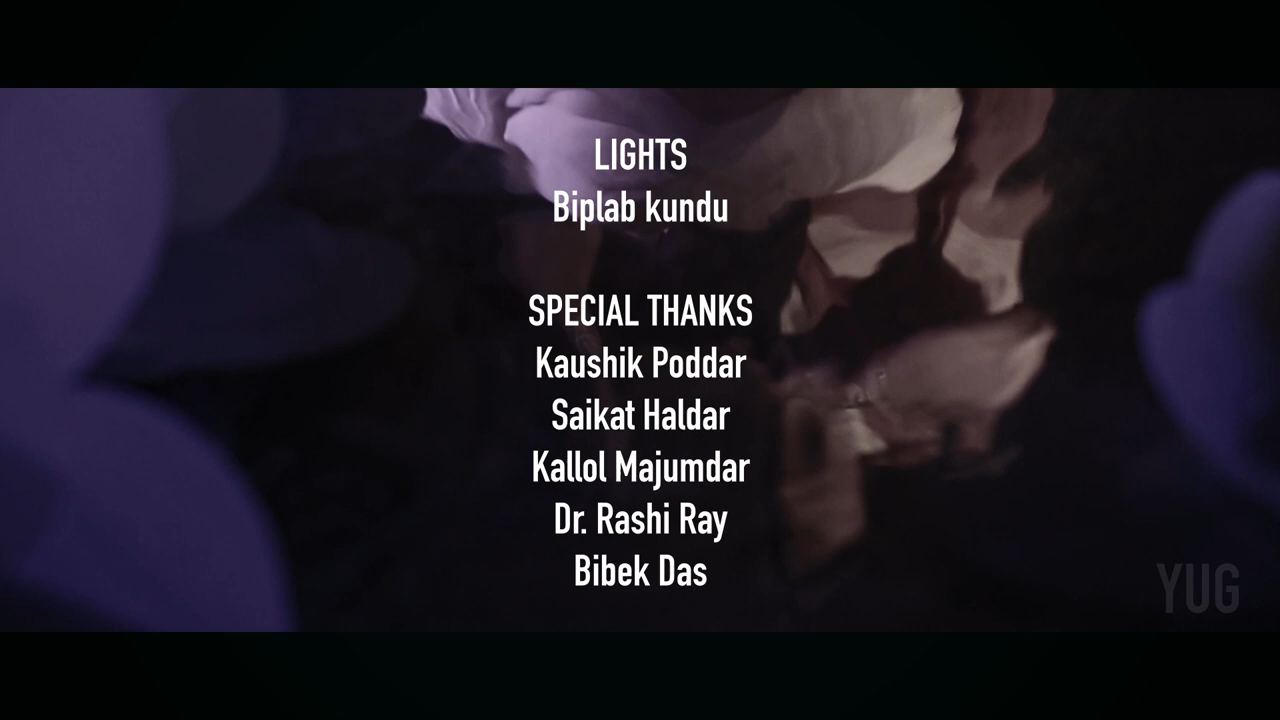 LIGHTS
Biplab kundu
SPECIAL THANKS
Kaushik Poddar
Saikat Haldar
Kallol Majumdar
Dr. Rashi Ray
Bibek Das
YUG